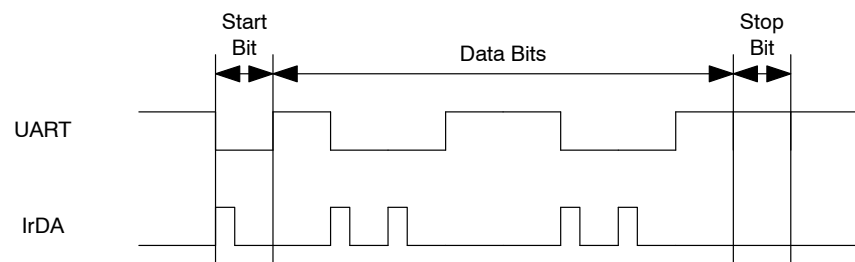 Start
Bit
Data Bits
Stop
Bit
UART
IrDA